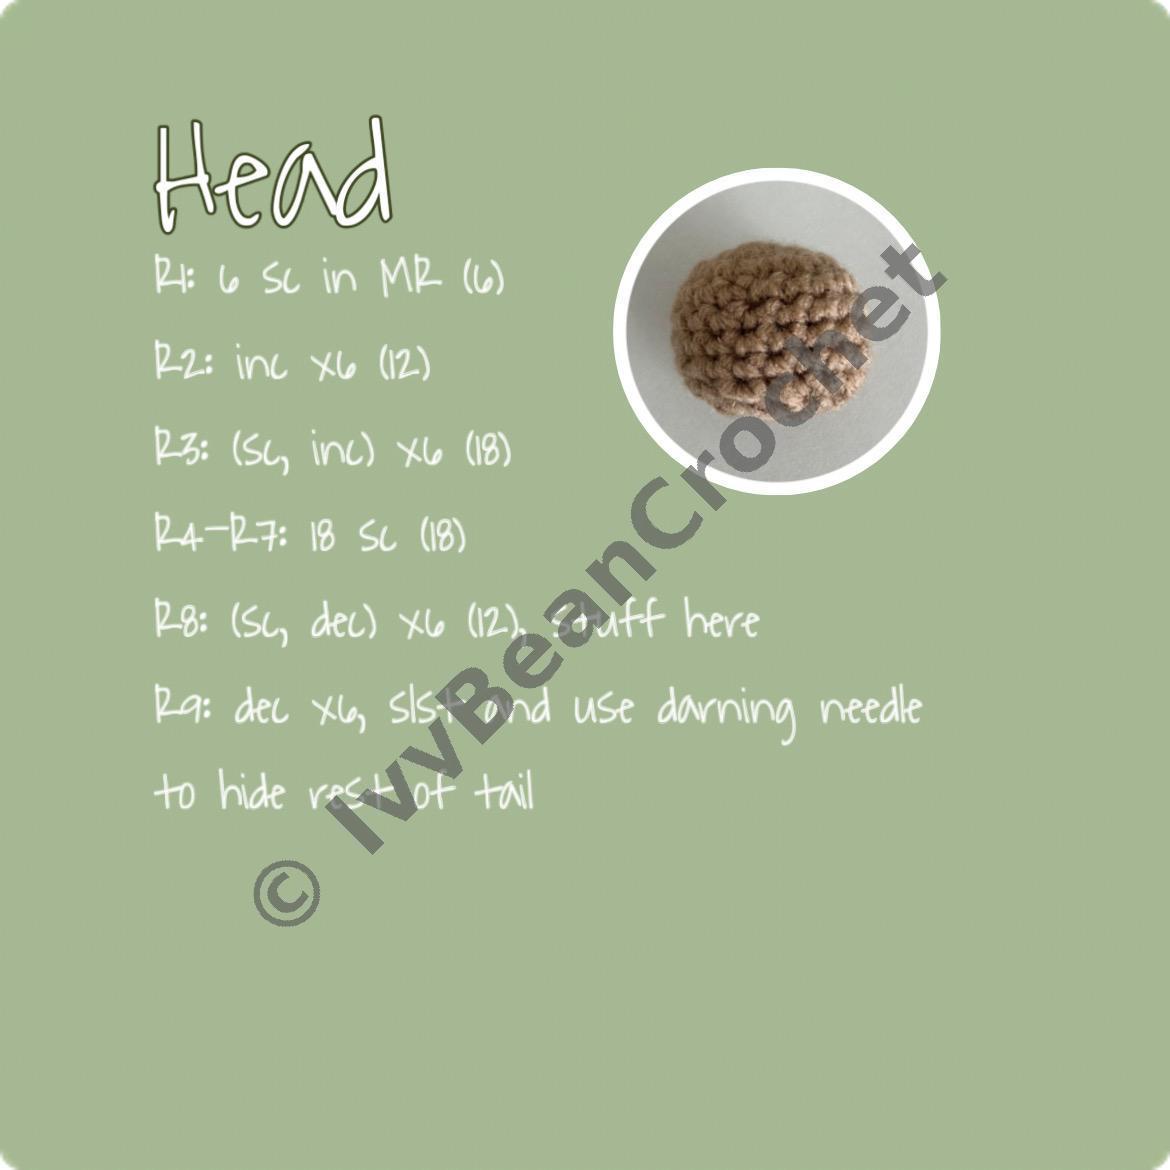 Head
R1: 6 sc in MR (6)
R2: inc x6 (12)
R3: (sc, inc) x6 (18)
R4-R7: 18 sc (18)
R8: (sc, dec) x6 (12), stuff here
R9: dec x6, slst and use darning needle
to hide rest of tail
© IvvBeanCrochet